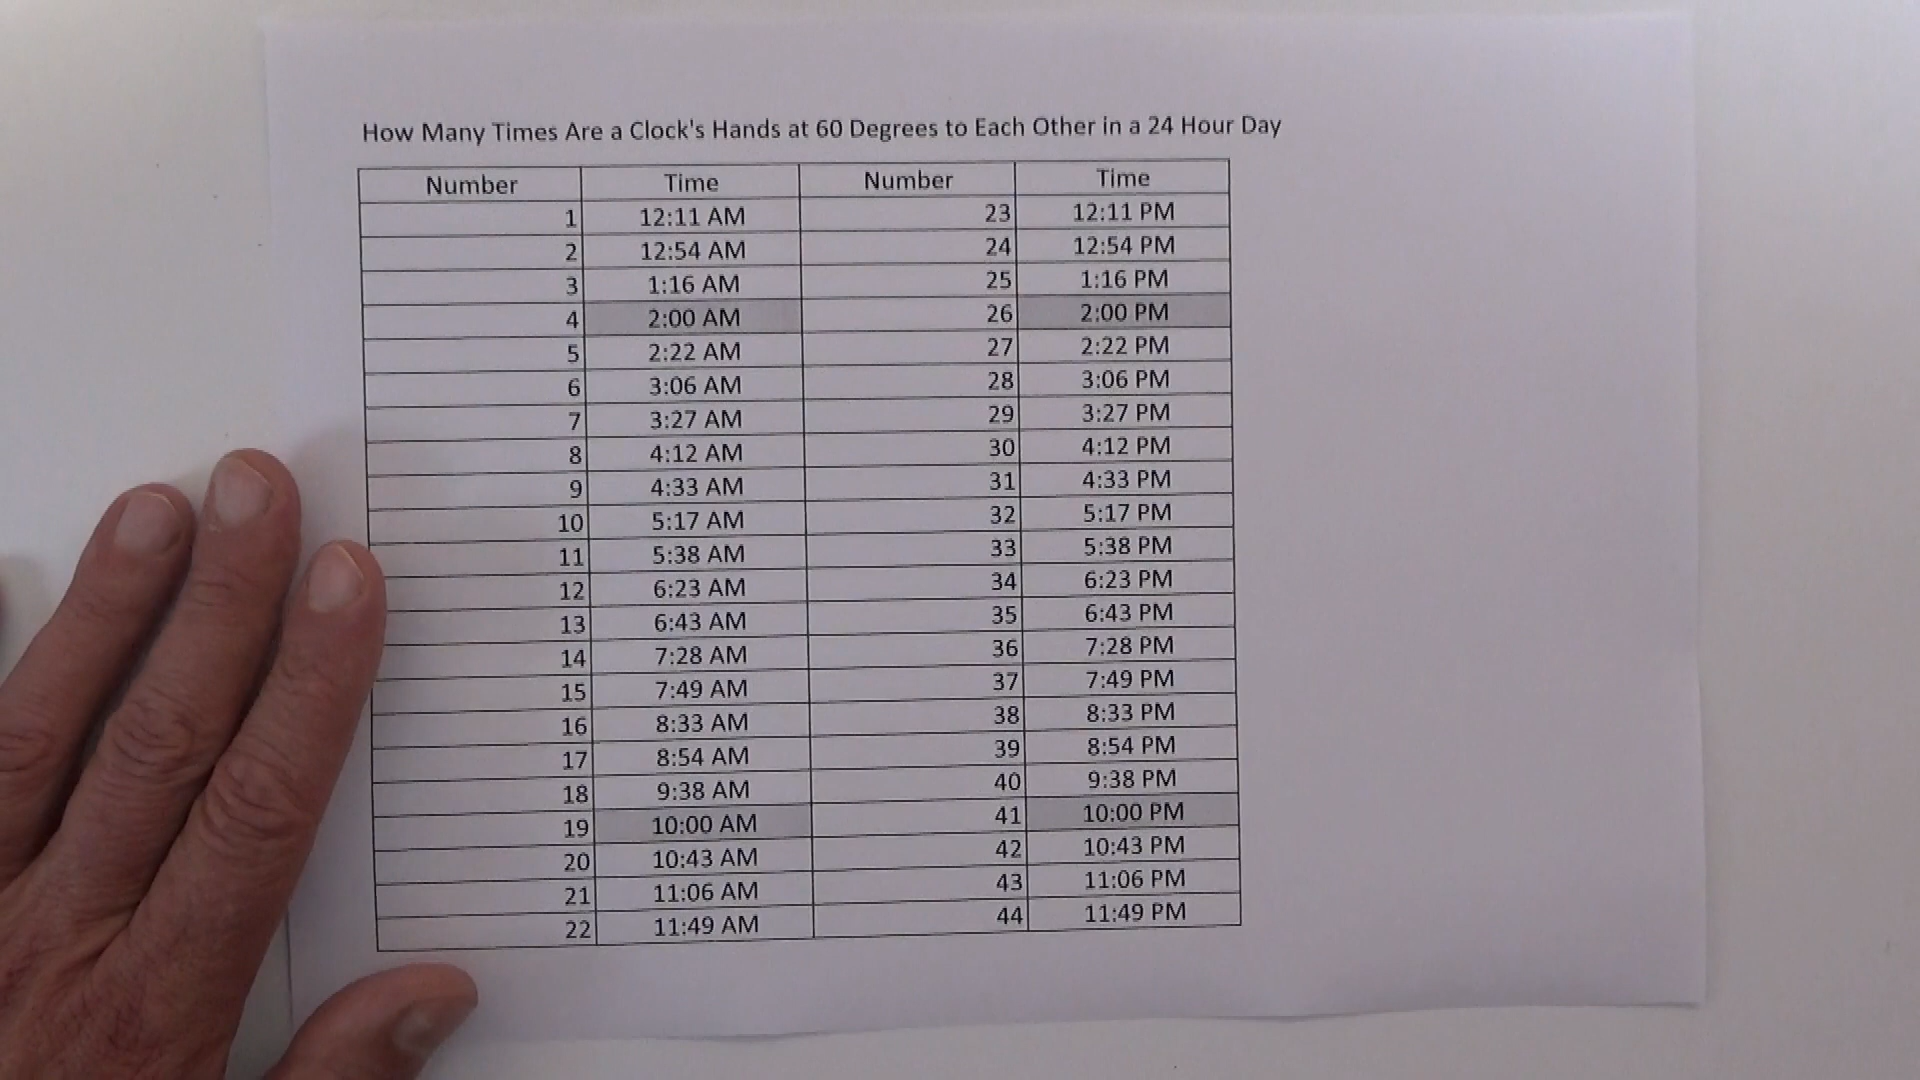 How Many Times Are a Clock's Hands at 60 Degrees to Each Other in a 24 Hour Day
Number Time Number Time
1 12:11 AM 23 12:11 PM
2 12:54 AM 24 12:54 PM
3 1:16 AM 25 1:16 PM
4 2:00 AM 26 2:00 PM
5 2:22 AM 27 2:22 PM
6 3:06 AM 28 3:06 PM
7 3:27 AM 29 3:27 PM
8 4:12 AM 30 4:12 PM
9 4:33 AM 31 4:33 PM
10 5:17 AM 32 5:17 PM
11 5:38 AM 33 5:38 PM
12 6:23 AM 34 6:23 PM
13 6:43 AM 35 6:43 PM
14 7:28 AM 36 7:28 PM
15 7:49 AM 37 7:49 PM
16 8:33 AM 38 8:33 PM
17 8:54 AM 39 8:54 PM
18 9:38 AM 40 9:38 PM
19 10:00 AM 41 10:00 PM
20 10:43 AM 42 10:43 PM
21 11:06 AM 43 11:06 PM
22 11:49 AM 44 11:49 PM